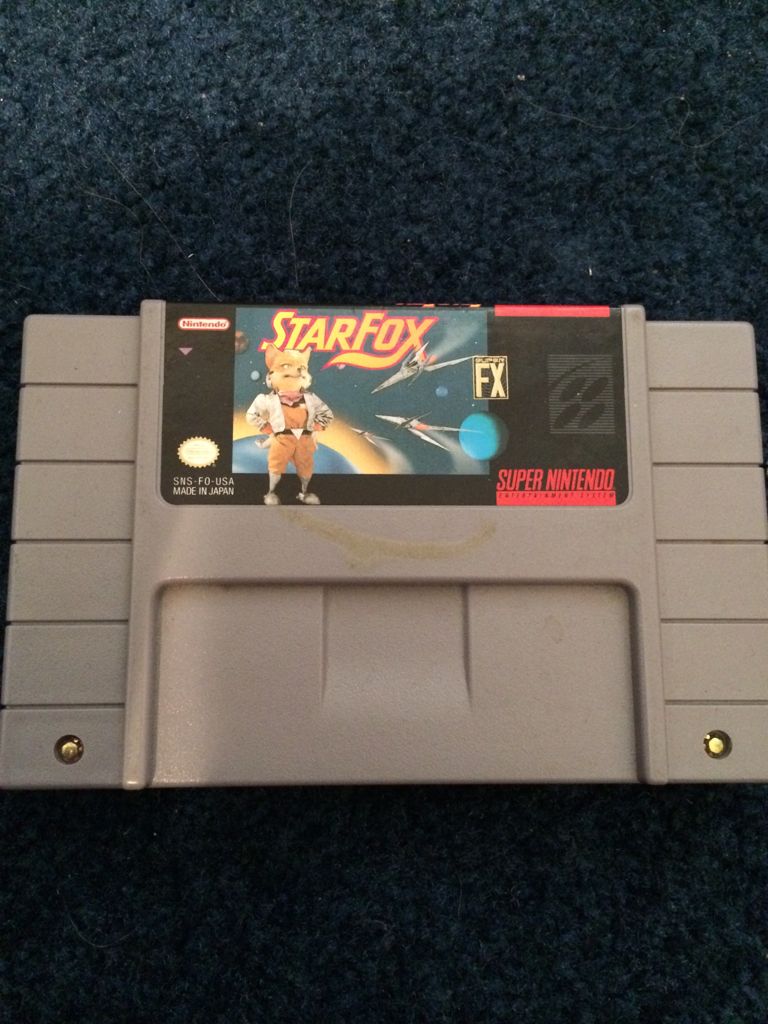 Nintendo
STARFOX
SUPER
FX
SNS-FO-USA
MADE IN JAPAN
SUPER NINTENDO
ENTERTAINMENT SYSTEM